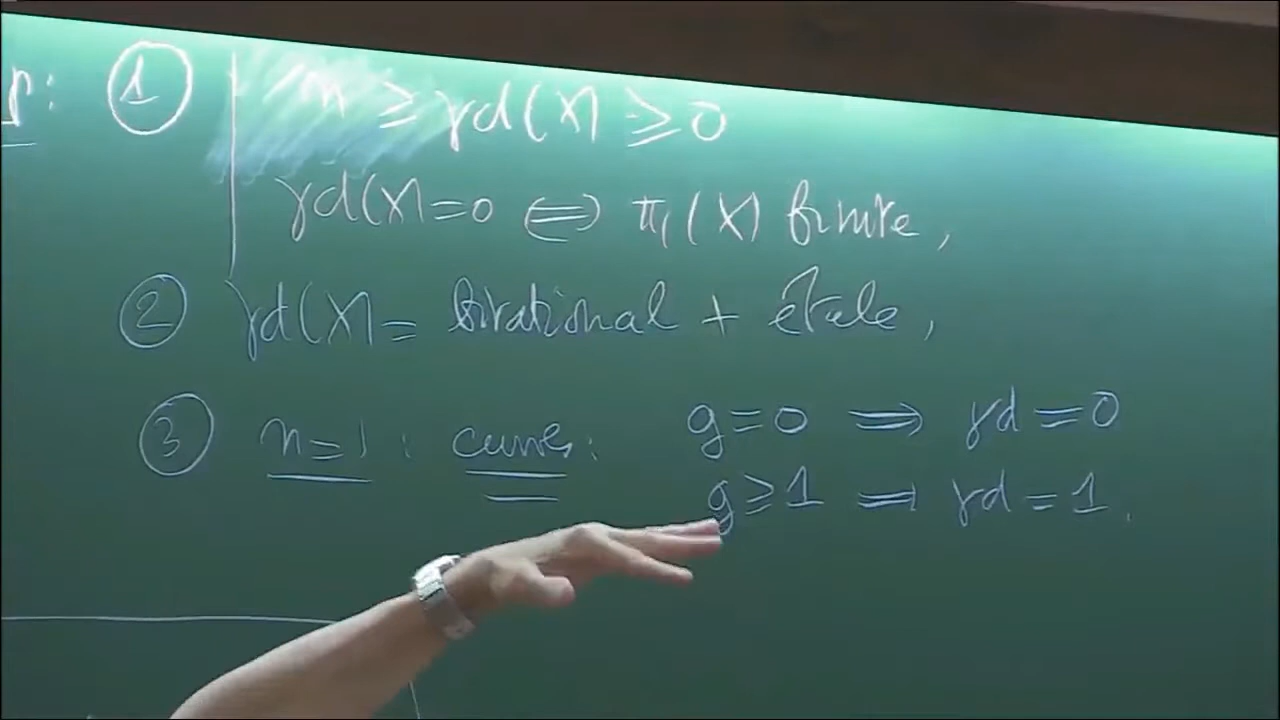 r: ① n ≥ γd(X) ≥ 0
γd(X)=0 ⟺ π₁(X) finite,
② γd(X)= birational + étale,
③ n=1: curves: g=0 ⟹ γd=0
g≥1 ⟹ γd=1.